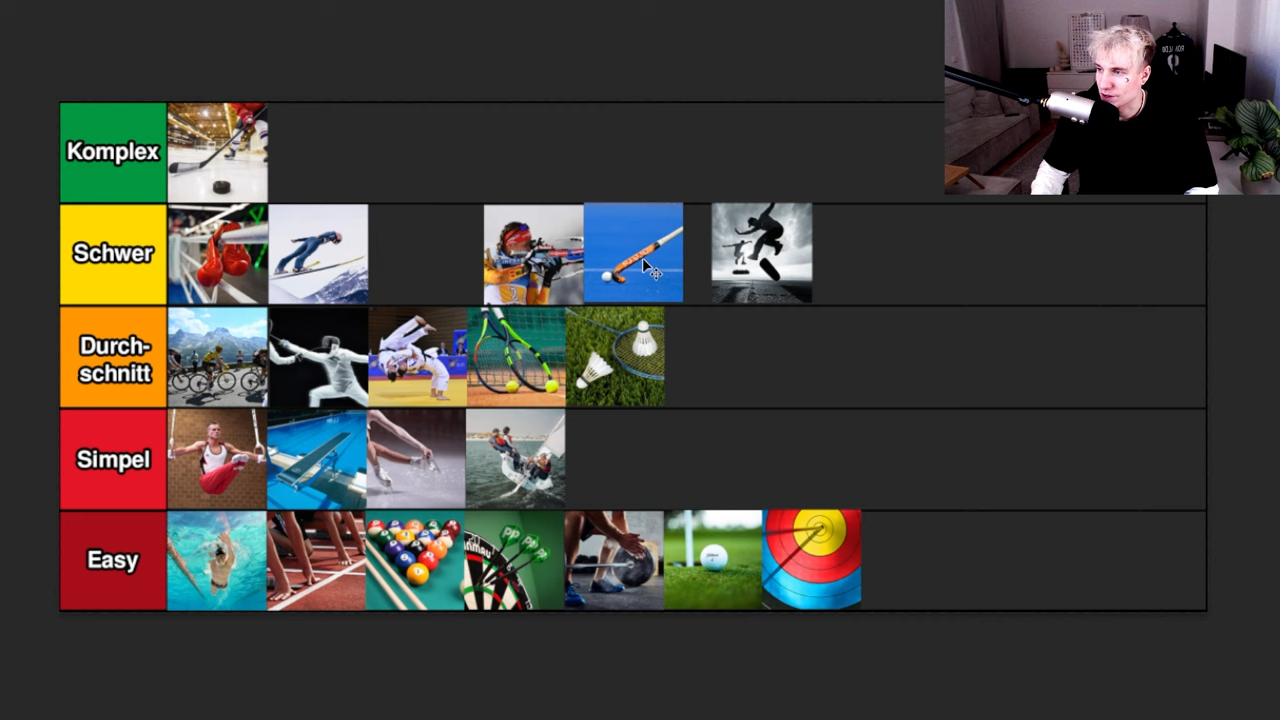 Komplex
Schwer
Durch-
schnitt
Simpel
Easy